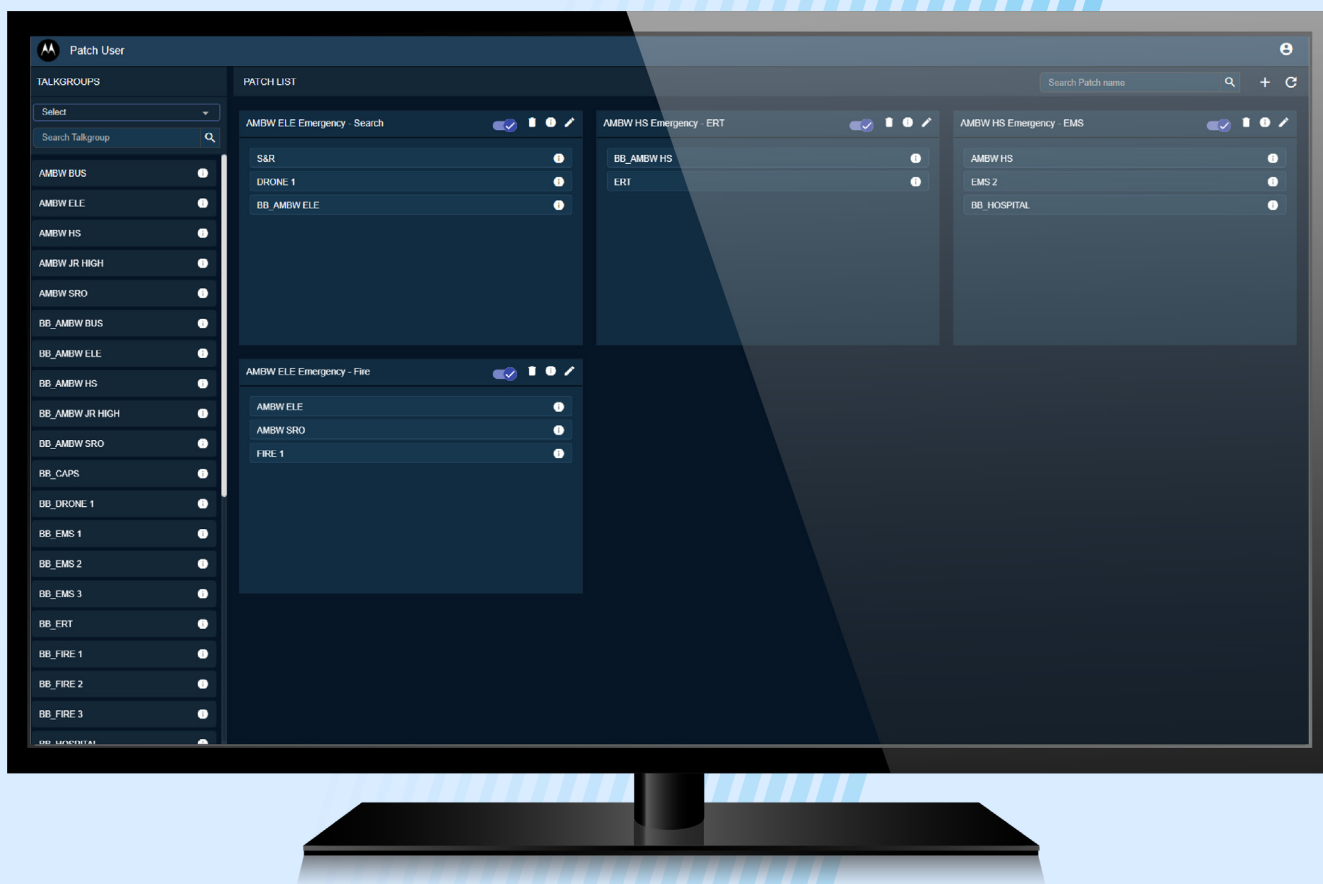 Patch User
TALKGROUPS
Select
Search Talkgroup
AMBW BUS
AMBW ELE
AMBW HS
AMBW JR HIGH
AMBW SRO
BB_AMBW BUS
BB_AMBW ELE
BB_AMBW HS
BB_AMBW JR HIGH
BB_AMBW SRO
BB_CAPS
BB_DRONE 1
BB_EMS 1
BB_EMS 2
BB_EMS 3
BB_ERT
BB_FIRE 1
BB_FIRE 2
BB_FIRE 3
BB_HOSPITAL
PATCH LIST
Search Patch name
AMBW ELE Emergency - Search
S&R
DRONE 1
BB_AMBW ELE
AMBW HS Emergency - ERT
BB_AMBW HS
ERT
AMBW HS Emergency - EMS
AMBW HS
EMS 2
BB_HOSPITAL
AMBW ELE Emergency - Fire
AMBW ELE
AMBW SRO
FIRE 1